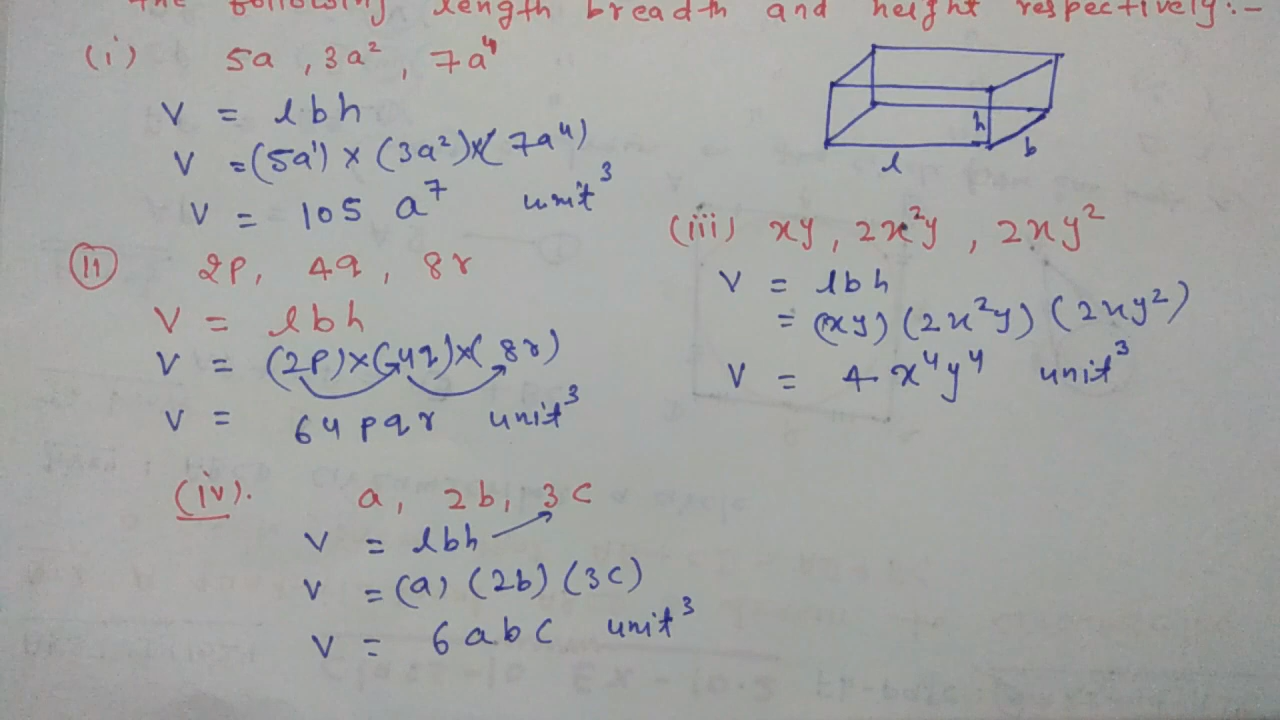 the following length breadth and height respectively:-
(i) 5a , 3a² , 7a⁴
V = lbh
V = (5a¹) × (3a²) × (7a⁴)
V = 105 a⁷ unit³
l
b
h
(ii) 2p, 4q, 8r
V = lbh
V = (2p)×(4q)×(8r)
V = 64 pqr unit³
(iii) xy, 2x²y , 2xy²
V = lbh
= (xy) (2x²y) (2xy²)
V = 4 x⁴y⁴ unit³
(iv). a, 2b, 3c
V = lbh
V = (a) (2b) (3c)
V = 6abc unit³